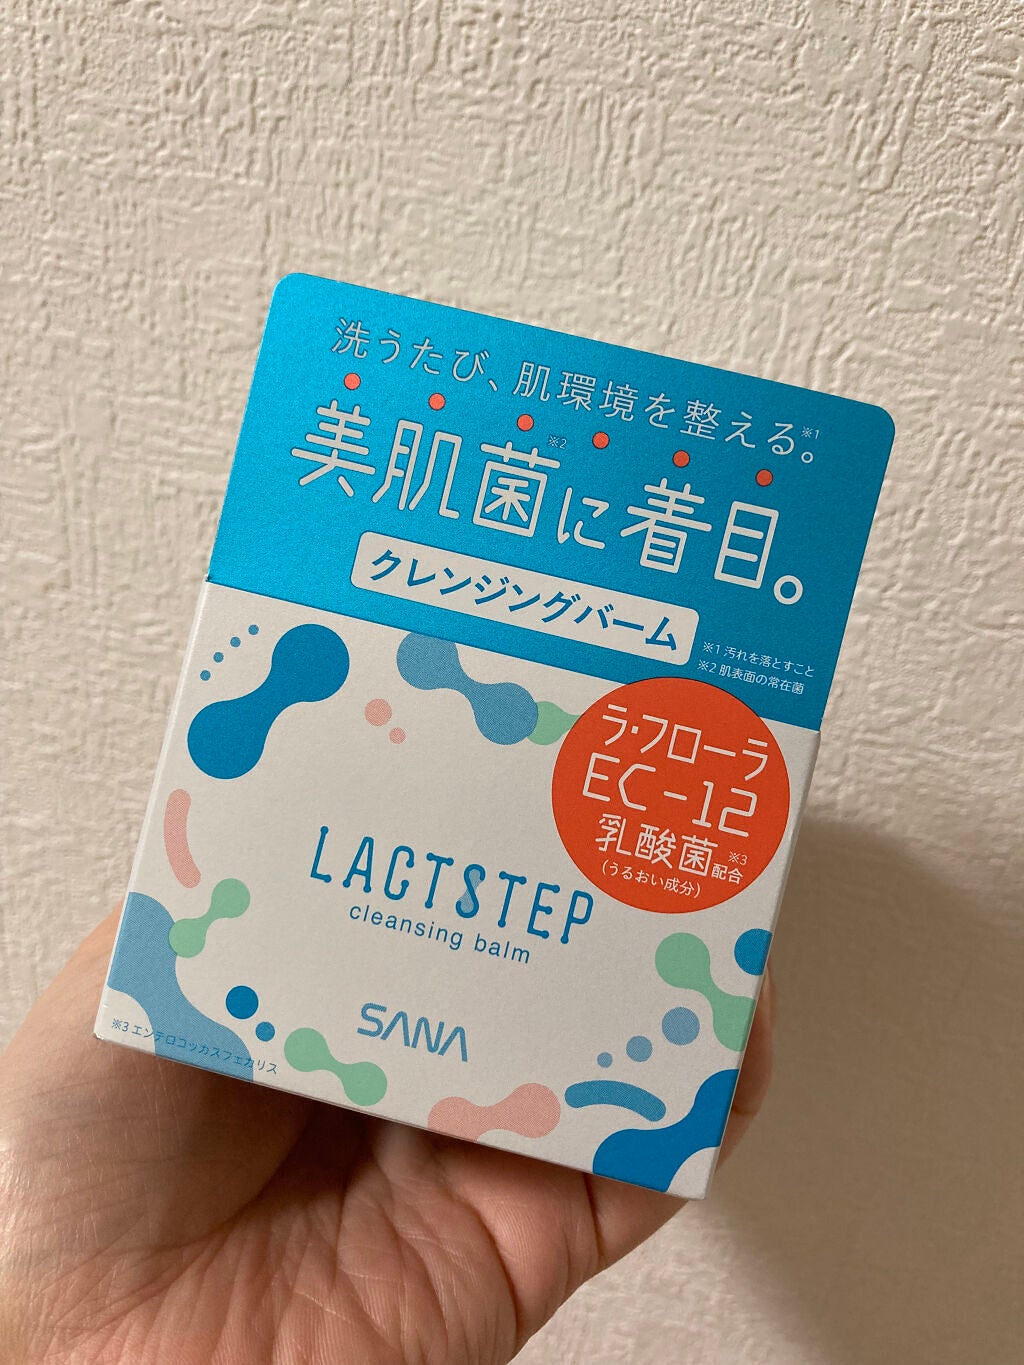 洗うたび、肌環境を整える。※1
美肌菌※2に着目。
クレンジングバーム
※1 汚れを落とすこと
※2 肌表面の常在菌
ラ・フローラ
EC-12
乳酸菌※3配合
(うるおい成分)
LACTSTEP
cleansing balm
SANA
※3 エンテロコッカスフェカリス